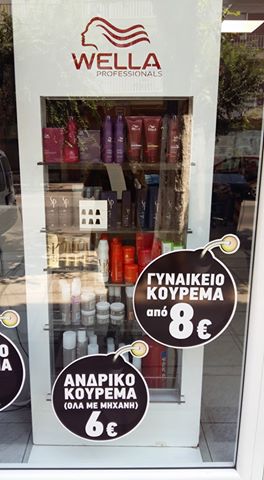 WELLA
PROFESSIONALS
ΓΥΝΑΙΚΕΙΟ
ΚΟΥΡΕΜΑ
από 8 €
ΑΝΔΡΙΚΟ
ΚΟΥΡΕΜΑ
(ΟΛΑ ΜΕ ΜΗΧΑΝΗ)
6 €